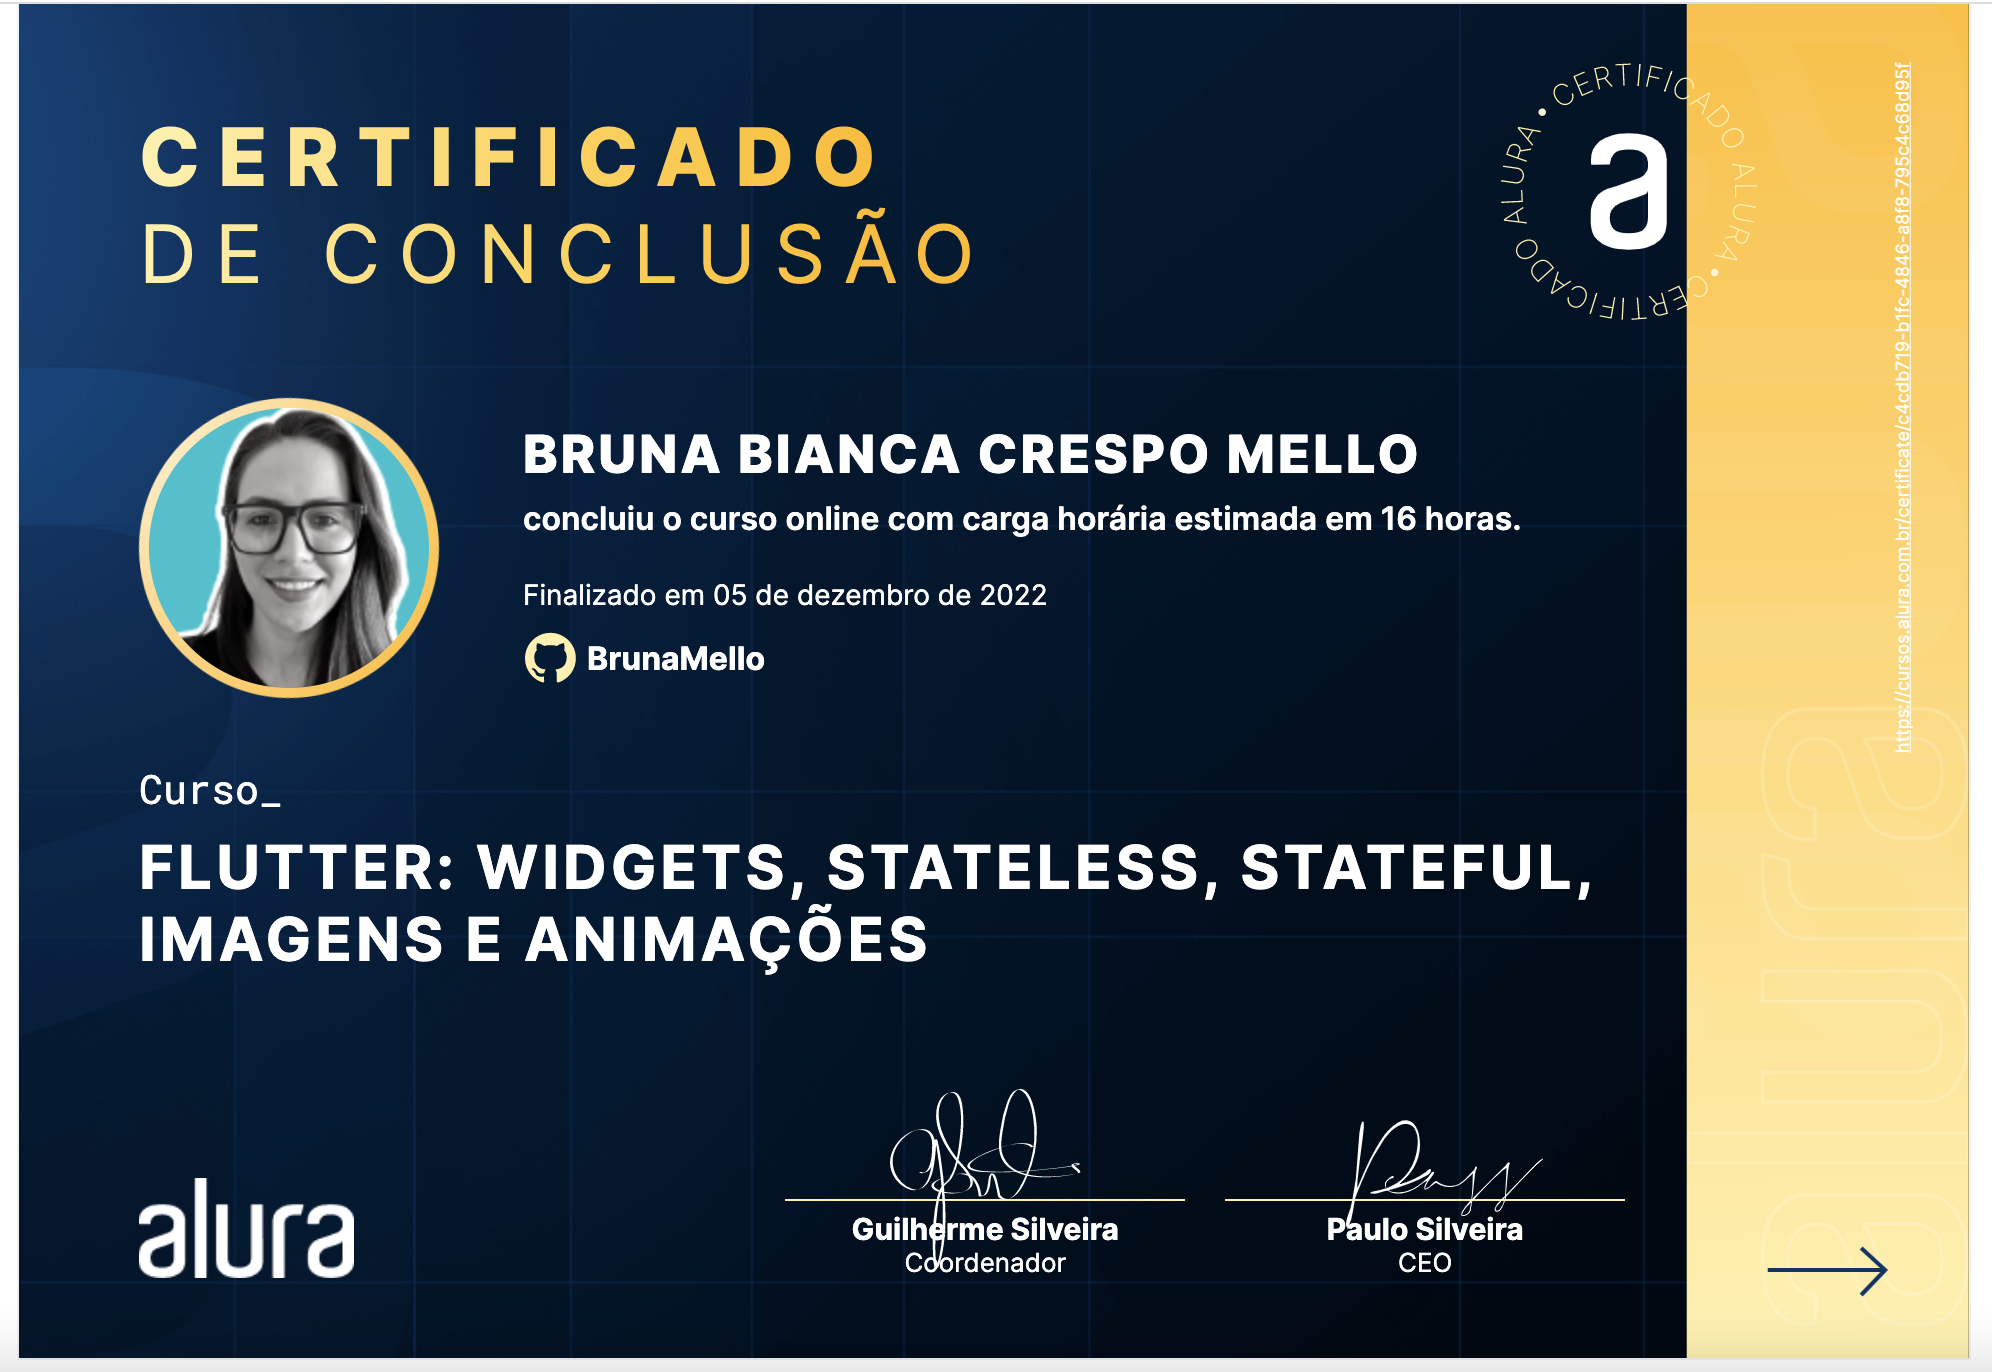 CERTIFICADO
DE CONCLUSÃO
CERTIFICADO ALURA • CERTIFICADO ALURA •
a
BRUNA BIANCA CRESPO MELLO
concluiu o curso online com carga horária estimada em 16 horas.
Finalizado em 05 de dezembro de 2022
BrunaMello
Curso_
FLUTTER: WIDGETS, STATELESS, STATEFUL,
IMAGENS E ANIMAÇÕES
alura
Guilherme Silveira
Coordenador
Paulo Silveira
CEO
https://cursos.alura.com.br/certificate/c4cdb719-b1fc-4846-a8f8-795c4c68d95f
alura